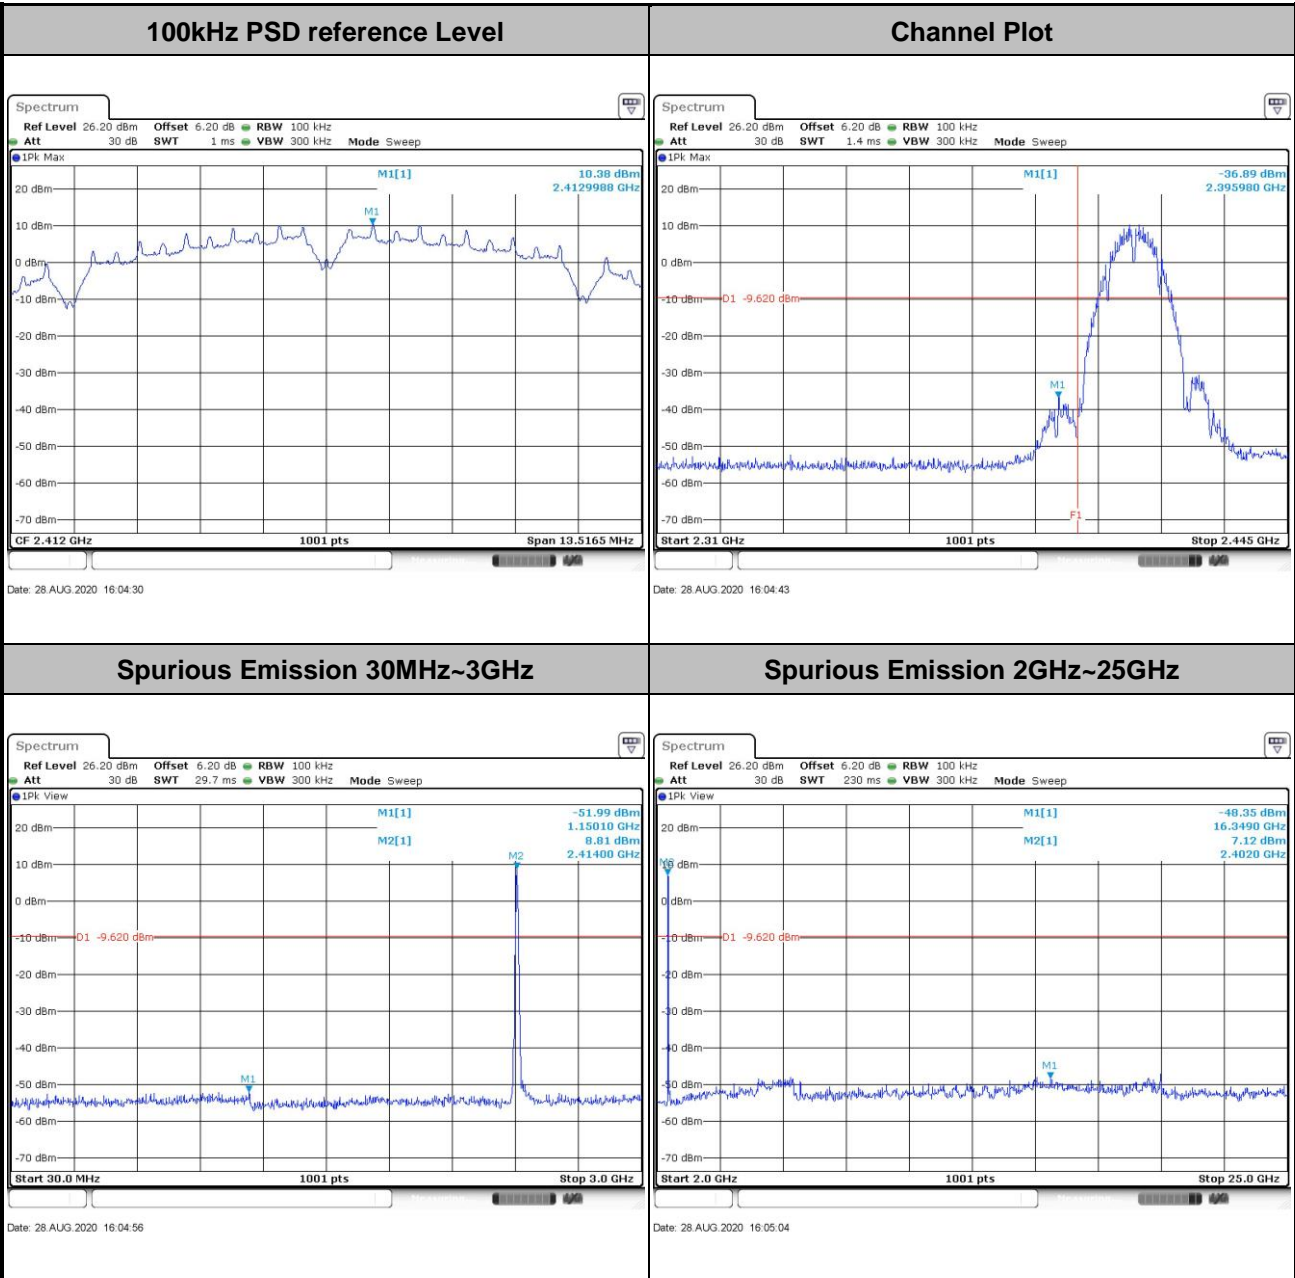 100kHz PSD reference Level
Channel Plot
Spectrum
Ref Level 26.20 dBm Offset 6.20 dB RBW 100 kHz
Att 30 dB SWT 1 ms VBW 300 kHz Mode Sweep
1Pk Max
M1[1] 10.38 dBm
2.4129988 GHz
20 dBm
M1
10 dBm
0 dBm
-10 dBm
-20 dBm
-30 dBm
-40 dBm
-50 dBm
-60 dBm
-70 dBm
CF 2.412 GHz 1001 pts Span 13.5165 MHz
Date: 28.AUG.2020 16:04:30
Spectrum
Ref Level 26.20 dBm Offset 6.20 dB RBW 100 kHz
Att 30 dB SWT 1.4 ms VBW 300 kHz Mode Sweep
1Pk Max
M1[1] -36.89 dBm
2.395980 GHz
20 dBm
10 dBm
0 dBm
-10 dBm D1 -9.620 dBm
-20 dBm
-30 dBm
M1
-40 dBm
-50 dBm
-60 dBm
-70 dBm
F1
Start 2.31 GHz 1001 pts Stop 2.445 GHz
Date: 28.AUG.2020 16:04:43
Spurious Emission 30MHz~3GHz
Spurious Emission 2GHz~25GHz
Spectrum
Ref Level 26.20 dBm Offset 6.20 dB RBW 100 kHz
Att 30 dB SWT 29.7 ms VBW 300 kHz Mode Sweep
1Pk View
M1[1] -51.99 dBm
1.15010 GHz
20 dBm
M2[1] 8.81 dBm
2.41400 GHz
M2
10 dBm
0 dBm
-10 dBm D1 -9.620 dBm
-20 dBm
-30 dBm
-40 dBm
M1
-50 dBm
-60 dBm
-70 dBm
Start 30.0 MHz 1001 pts Stop 3.0 GHz
Date: 28.AUG.2020 16:04:56
Spectrum
Ref Level 26.20 dBm Offset 6.20 dB RBW 100 kHz
Att 30 dB SWT 230 ms VBW 300 kHz Mode Sweep
1Pk View
M1[1] -48.35 dBm
16.3490 GHz
20 dBm
M2[1] 7.12 dBm
2.4020 GHz
M2
10 dBm
0 dBm
-10 dBm D1 -9.620 dBm
-20 dBm
-30 dBm
-40 dBm
M1
-50 dBm
-60 dBm
-70 dBm
Start 2.0 GHz 1001 pts Stop 25.0 GHz
Date: 28.AUG.2020 16:05:04